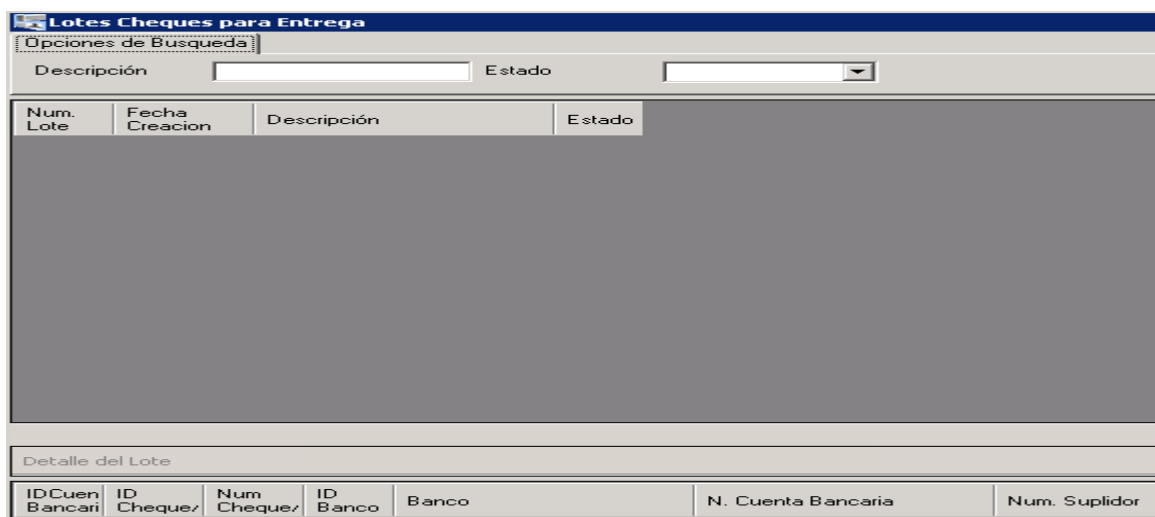 Lotes Cheques para Entrega
Opciones de Busqueda
Descripción Estado
Num. Lote Fecha Creacion Descripción Estado
Detalle del Lote
IDCuen Bancari ID Cheque/ Num Cheque/ ID Banco Banco N. Cuenta Bancaria Num. Suplidor